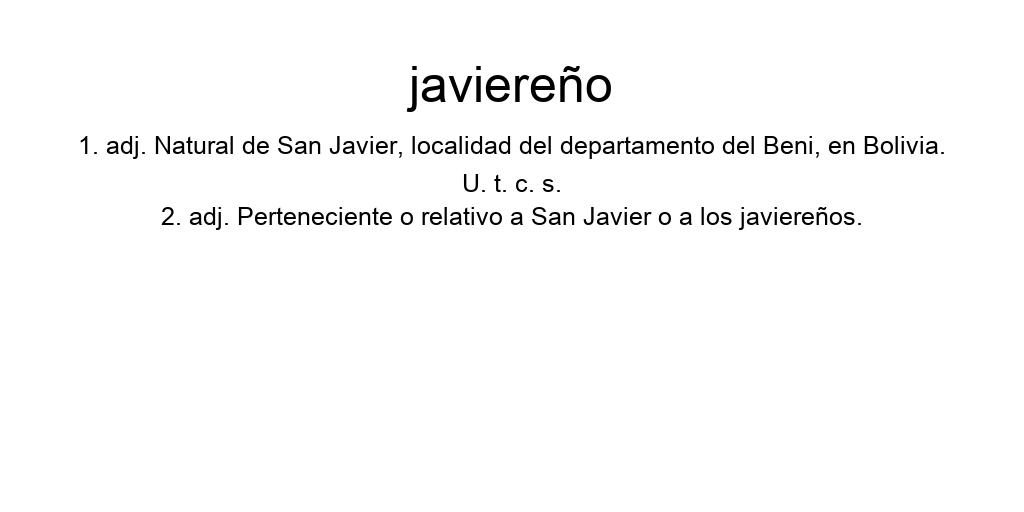 javiereño
1. adj. Natural de San Javier, localidad del departamento del Beni, en Bolivia.
U. t. c. s.
2. adj. Perteneciente o relativo a San Javier o a los javiereños.